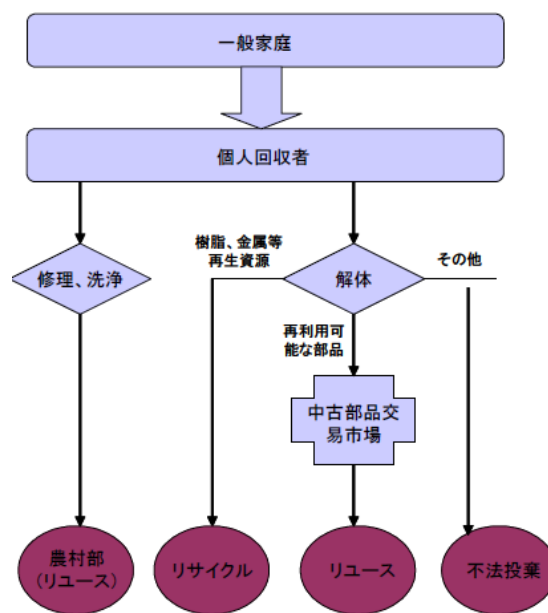 一般家庭
個人回収者
樹脂、金属等
再生資源
その他
修理、洗浄
解体
再利用可
能な部品
中古部品交
易市場
農村部
(リユース)
リサイクル
リユース
不法投棄